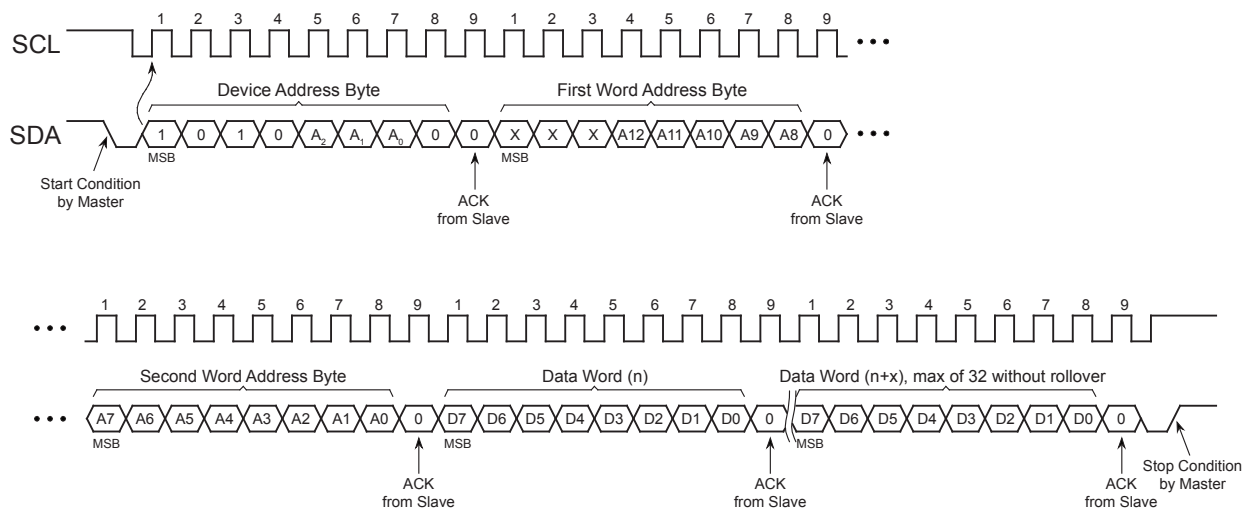 1 2 3 4 5 6 7 8 9 1 2 3 4 5 6 7 8 9
SCL
Device Address Byte First Word Address Byte
SDA 1 0 1 0 A2 A1 A0 0 0 X X X A12 A11 A10 A9 A8 0
MSB MSB
Start Condition
by Master
ACK
from Slave
ACK
from Slave
1 2 3 4 5 6 7 8 9 1 2 3 4 5 6 7 8 9 1 2 3 4 5 6 7 8 9
Second Word Address Byte Data Word (n) Data Word (n+x), max of 32 without rollover
A7 A6 A5 A4 A3 A2 A1 A0 0 D7 D6 D5 D4 D3 D2 D1 D0 0 D7 D6 D5 D4 D3 D2 D1 D0 0
MSB MSB MSB
ACK
from Slave
ACK
from Slave
ACK
from Slave
Stop Condition
by Master